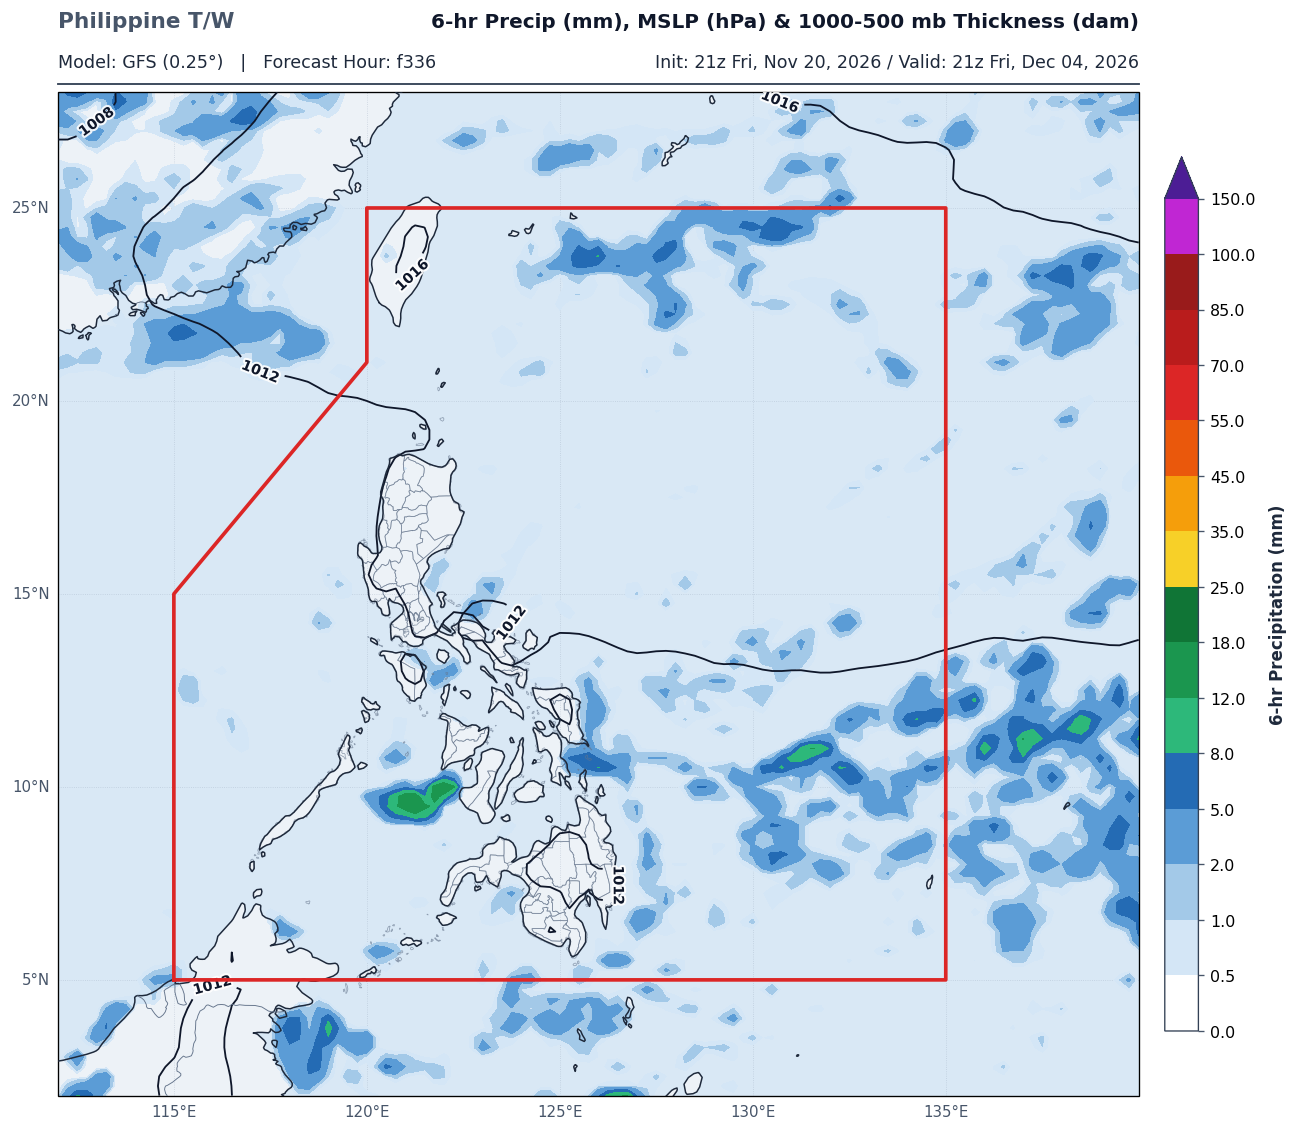 Philippine T/W
6-hr Precip (mm), MSLP (hPa) & 1000-500 mb Thickness (dam)
Model: GFS (0.25°) | Forecast Hour: f336
Init: 21z Fri, Nov 20, 2026 / Valid: 21z Fri, Dec 04, 2026
1008
1016
1016
1012
1012
1012
1012
25°N
20°N
15°N
10°N
5°N
115°E
120°E
125°E
130°E
135°E
150.0
100.0
85.0
70.0
55.0
45.0
35.0
25.0
18.0
12.0
8.0
5.0
2.0
1.0
0.5
0.0
6-hr Precipitation (mm)